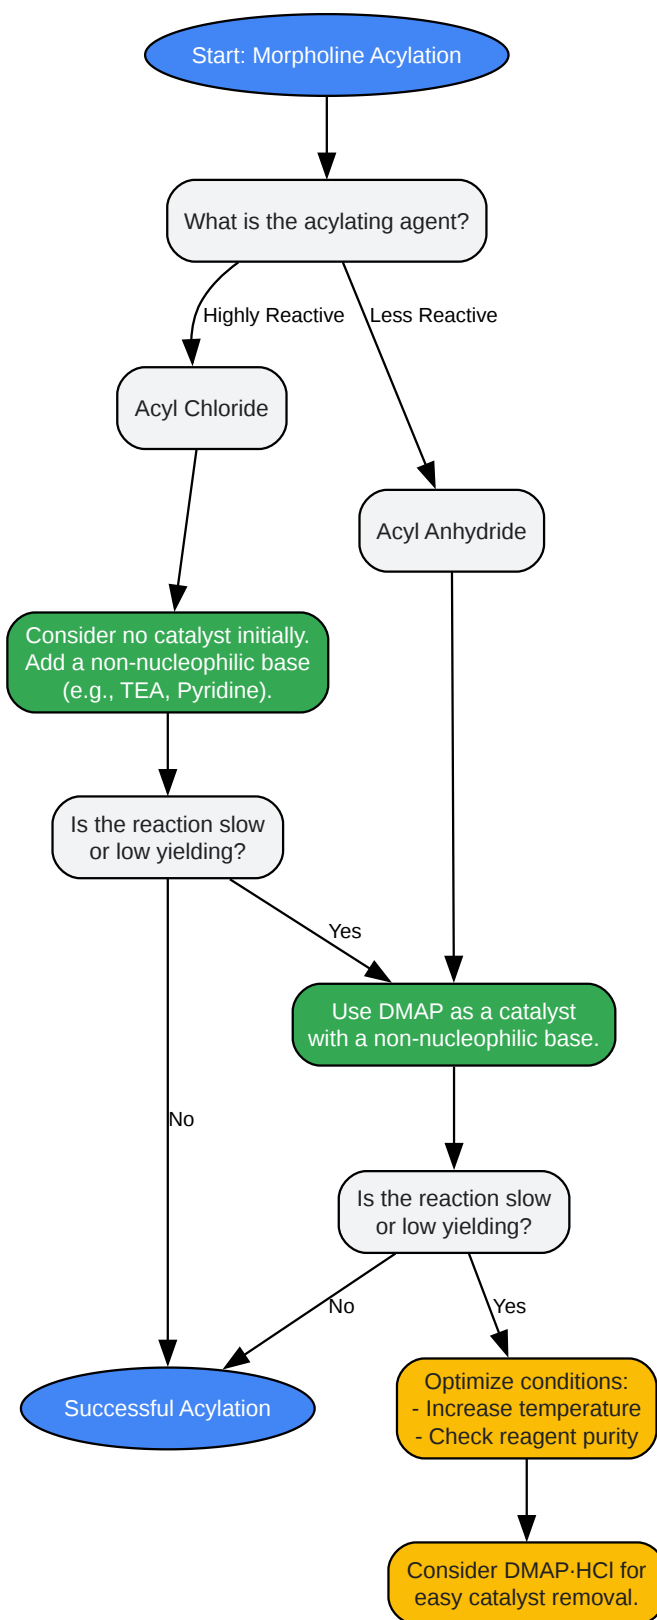 Start: Morpholine Acylation
What is the acylating agent?
Highly Reactive
Less Reactive
Acyl Chloride
Acyl Anhydride
Consider no catalyst initially.
Add a non-nucleophilic base
(e.g., TEA, Pyridine).
Is the reaction slow
or low yielding?
Yes
Use DMAP as a catalyst
with a non-nucleophilic base.
No
Is the reaction slow
or low yielding?
No
Yes
Successful Acylation
Optimize conditions:
- Increase temperature
- Check reagent purity
Consider DMAP·HCl for
easy catalyst removal.